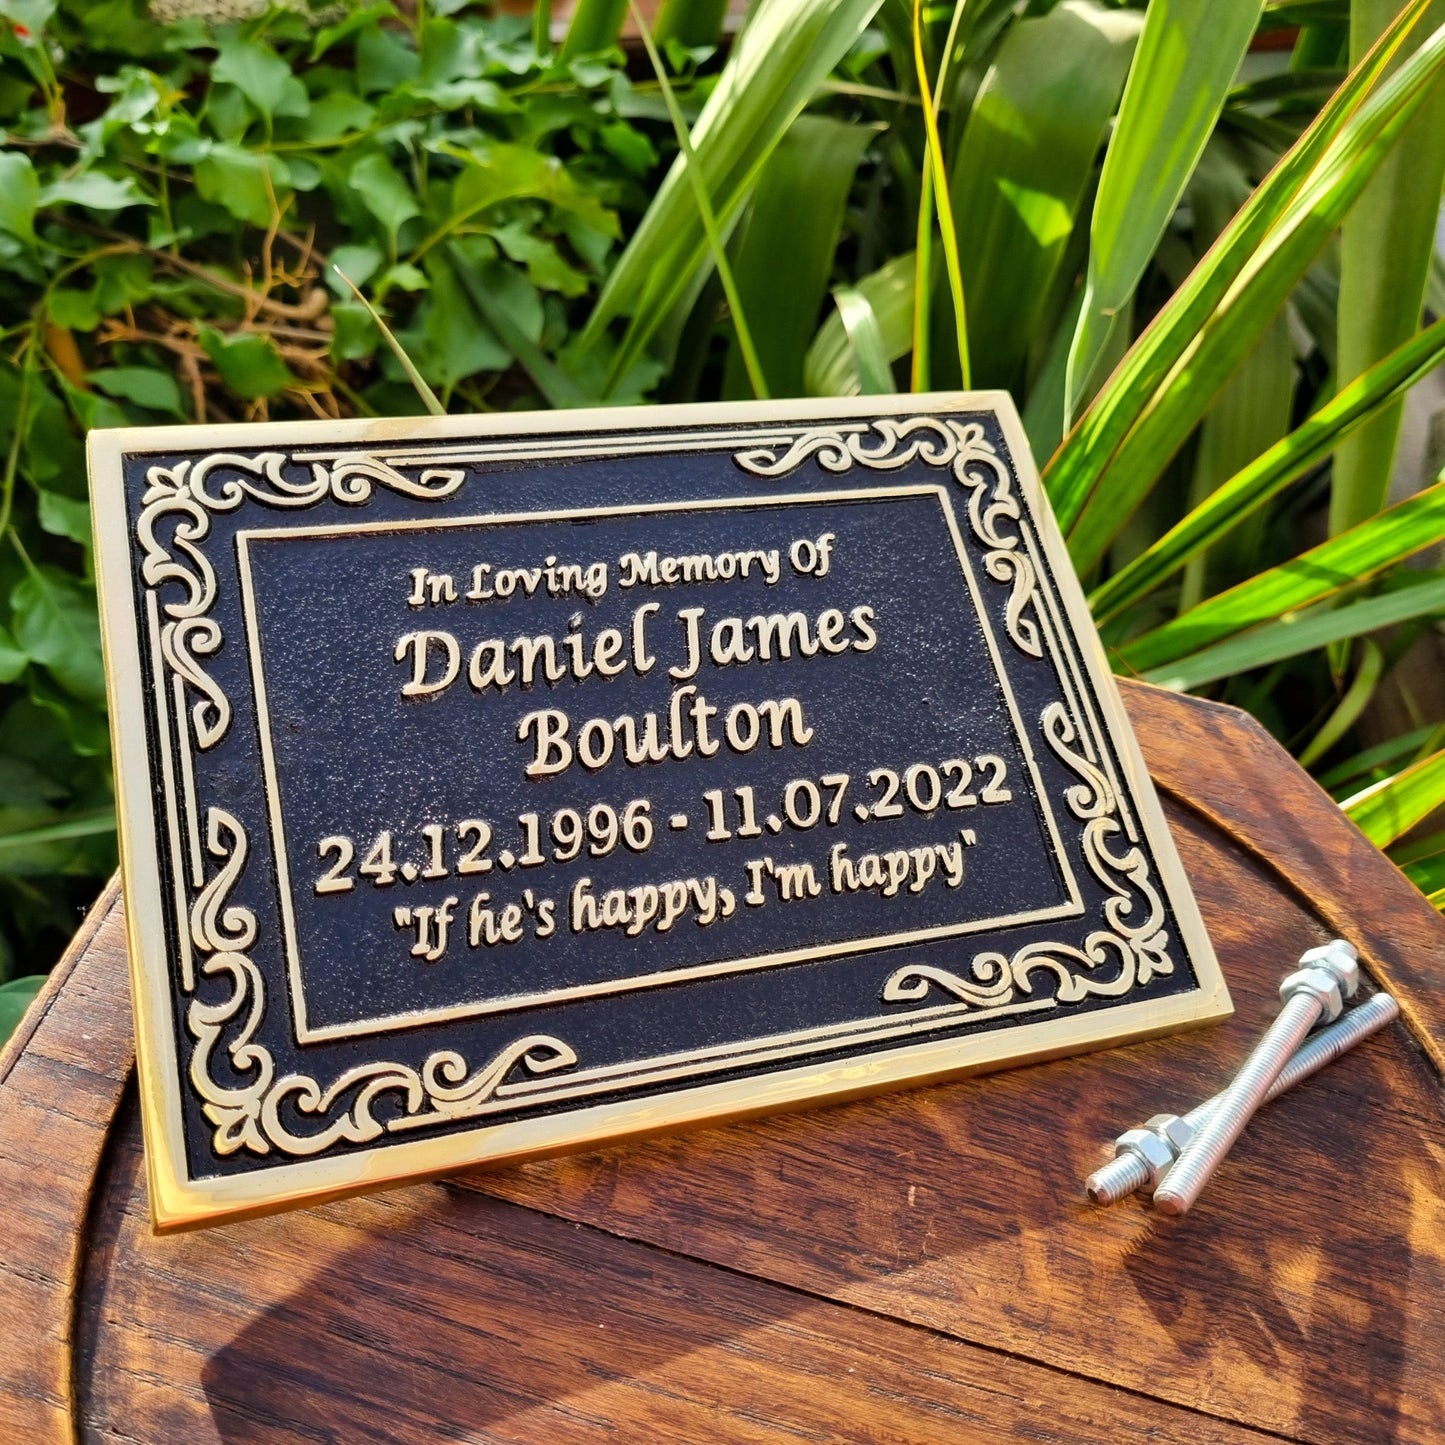 In Loving Memory Of
Daniel James
Boulton
24.12.1996 - 11.07.2022
"If he's happy, I'm happy"